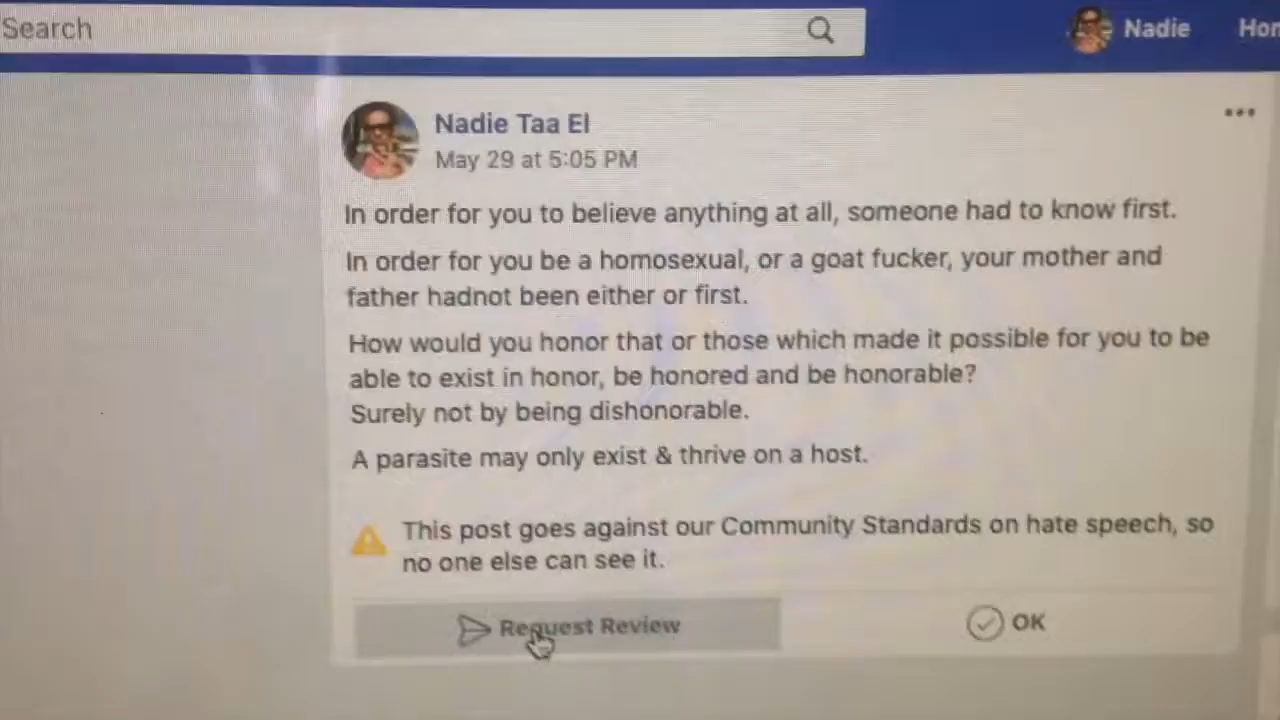 Search
Nadie
Nadie Taa El
May 29 at 5:05 PM
In order for you to believe anything at all, someone had to know first.
In order for you be a homosexual, or a goat fucker, your mother and
father hadnot been either or first.
How would you honor that or those which made it possible for you to be
able to exist in honor, be honored and be honorable?
Surely not by being dishonorable.
A parasite may only exist & thrive on a host.
This post goes against our Community Standards on hate speech, so
no one else can see it.
Request Review
OK